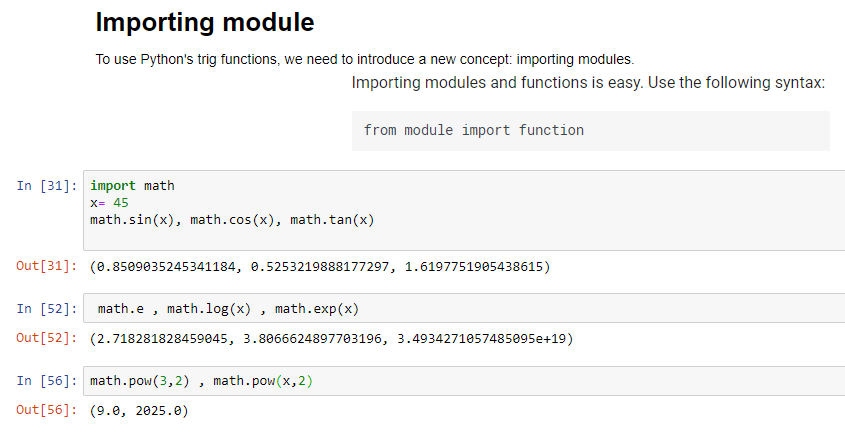 Importing module
To use Python's trig functions, we need to introduce a new concept: importing modules.
Importing modules and functions is easy. Use the following syntax:
from module import function
In [31]: import math
x= 45
math.sin(x), math.cos(x), math.tan(x)
Out[31]: (0.8509035245341184, 0.5253219888177297, 1.6197751905438615)
In [52]: math.e , math.log(x) , math.exp(x)
Out[52]: (2.718281828459045, 3.8066624897703196, 3.4934271057485095e+19)
In [56]: math.pow(3,2) , math.pow(x,2)
Out[56]: (9.0, 2025.0)